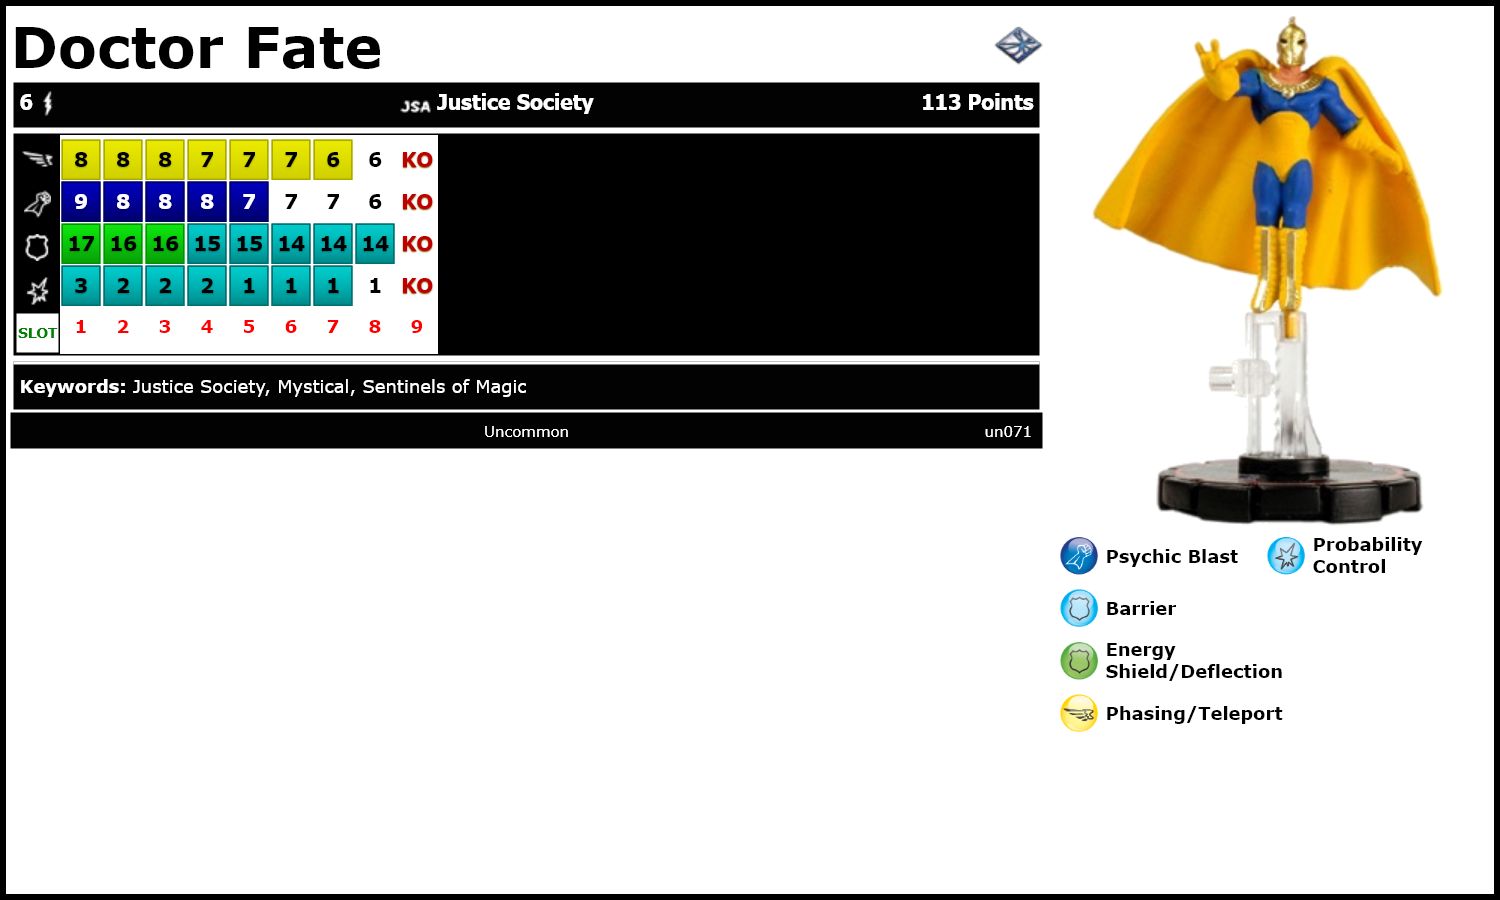 Doctor Fate
6 JSA Justice Society 113 Points
8 8 8 7 7 7 6 6 KO
9 8 8 8 7 7 7 6 KO
17 16 16 15 15 14 14 14 KO
3 2 2 2 1 1 1 1 KO
SLOT 1 2 3 4 5 6 7 8 9
Keywords: Justice Society, Mystical, Sentinels of Magic
Uncommon un071
Psychic Blast
Probability
Control
Barrier
Energy
Shield/Deflection
Phasing/Teleport